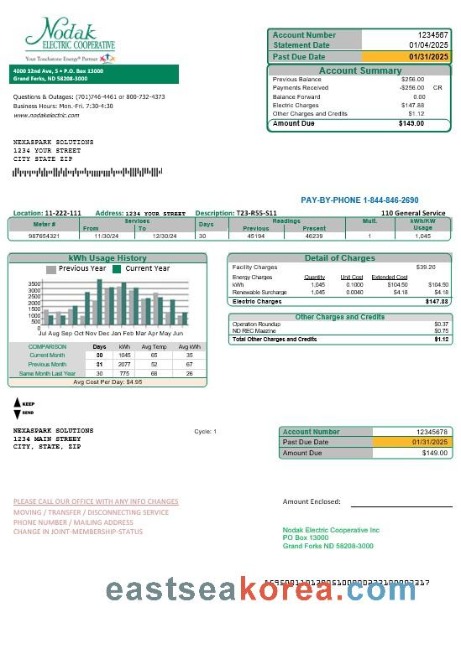 Nodak
ELECTRIC COOPERATIVE
Your Touchstone Energy® Partner
4000 32nd Ave, S • P.O. Box 13000
Grand Forks, ND 58208-3000
Account Number 1234567
Statement Date 01/04/2025
Past Due Date 01/31/2025
Account Summary
Previous Balance $256.00
Payments Received -$256.00 CR
Balance Forward 0.00
Electric Charges $147.88
Other Charges and Credits $1.12
Amount Due $149.00
Questions & Outages: (701)746-4461 or 800-732-4373
Business Hours: Mon.-Fri. 7:30-4:30
www.nodakelectric.com
NEXASPARK SOLUTIONS
1234 YOUR STREET
CITY STATE ZIP
PAY-BY-PHONE 1-844-846-2690
Location: 11-222-111 Address: 1234 YOUR STREET Description: T23-R55-S11 110 General Service
Meter # Services Days Readings Mult. kWh/KW
From To Previous Present Usage
987654321 11/30/24 12/30/24 30 45194 46239 1 1,045
kWh Usage History
Previous Year Current Year
3500
3000
2500
2000
1500
1000
500
0
Jul Aug Sep Oct Nov Dec Jan Feb Mar Apr May Jun
COMPARISON Days kWh Avg Temp Avg kWh
Current Month 1045 65 35
Previous Month 2077 52 67
Same Month Last Year 30 775 66 26
Avg Cost Per Day: $4.95
Detail of Charges
Facility Charges $39.20
Energy Charges Quantity Unit Cost Extended Cost
kWh 1,045 0.1000 $104.50 $104.50
Renewable Surcharge 1,045 0.0040 $4.18 $4.18
Electric Charges $147.88
Other Charges and Credits
Operation Roundup $0.37
ND REC Magazine $0.75
Total Other Charges and Credits $1.12
KEEP
SEND
NEXASPARK SOLUTIONS
1234 MAIN STREEY
CITY, STATE, ZIP
Cycle: 1
Account Number 12345678
Past Due Date 01/31/2025
Amount Due $149.00
PLEASE CALL OUR OFFICE WITH ANY INFO CHANGES
MOVING / TRANSFER / DISCONNECTING SERVICE
PHONE NUMBER / MAILING ADDRESS
CHANGE IN JOINT-MEMBERSHIP-STATUS
Amount Enclosed:
Nodak Electric Cooperative Inc
PO Box 13000
Grand Forks ND 58208-3000
eastseakorea.com